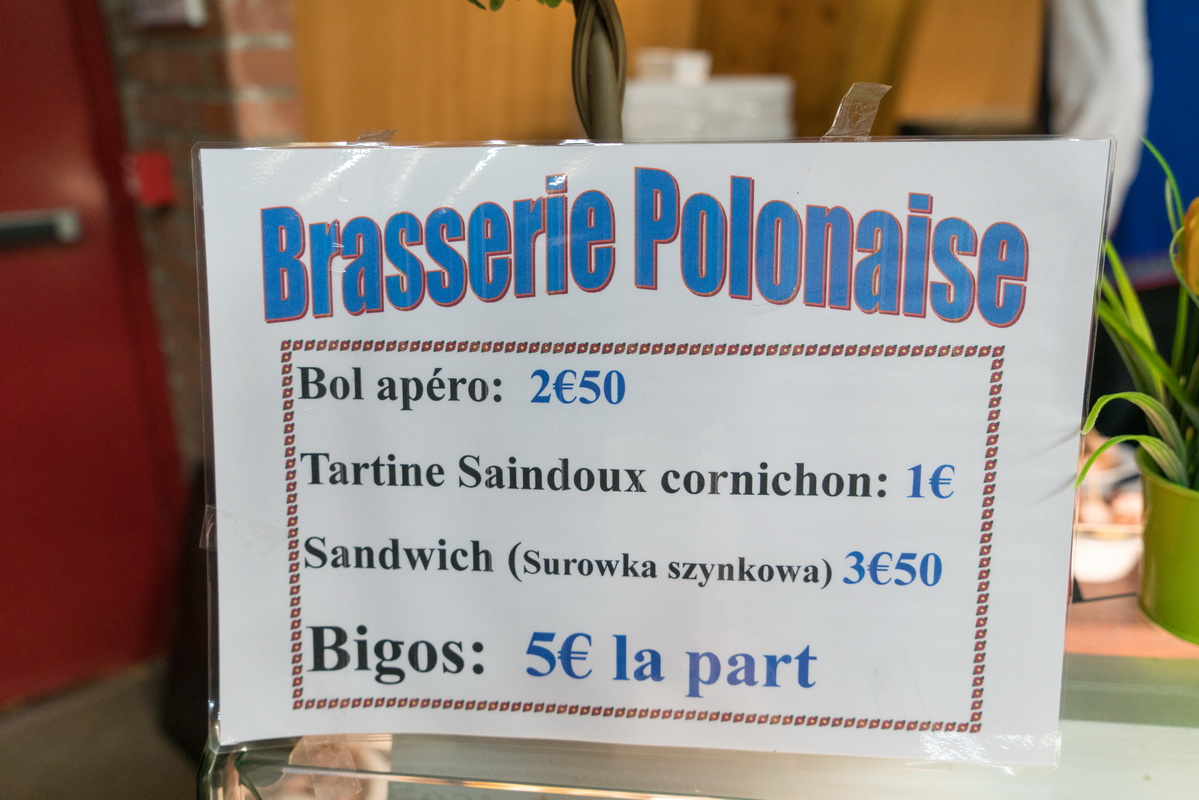 Brasserie Polonaise
Bol apéro: 2€50
Tartine Saindoux cornichon: 1€
Sandwich (Surowka szynkowa) 3€50
Bigos: 5€ la part